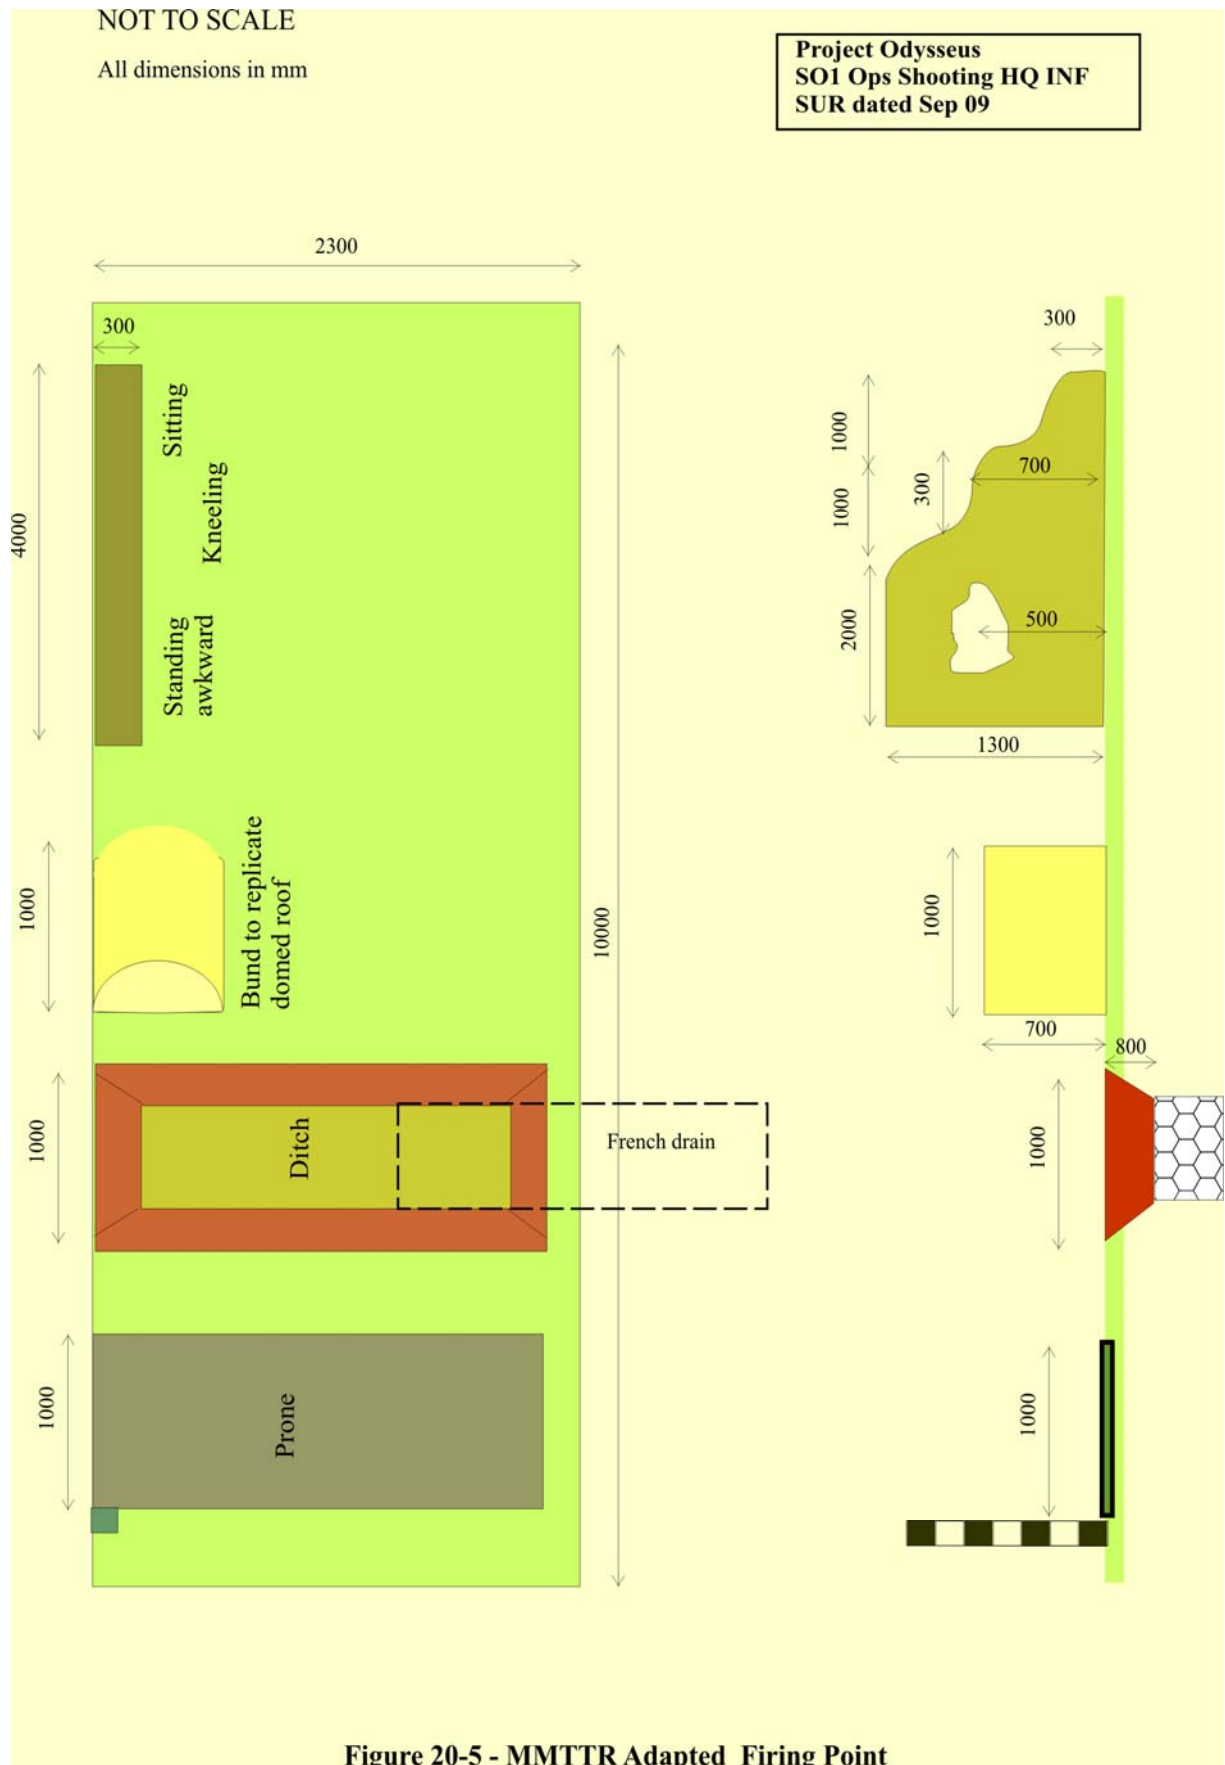 NOT TO SCALE
All dimensions in mm
Project Odysseus
SO1 Ops Shooting HQ INF
SUR dated Sep 09
2300
300
4000
Sitting
Kneeling
Standing
awkward
1000
Bund to replicate
domed roof
10000
1000
Ditch
French drain
1000
Prone
300
1000
1000
300
700
2000
500
1300
1000
700
800
1000
1000
Figure 20-5 - MMTTR Adapted Firing Point